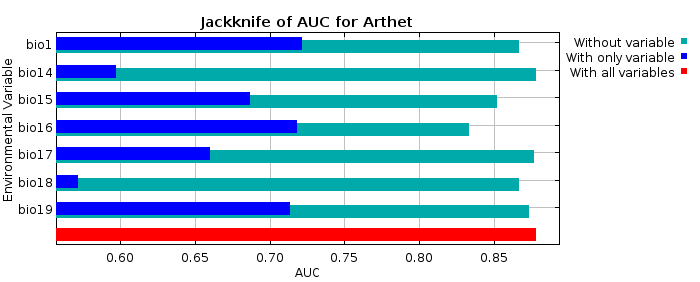 Jackknife of AUC for Arthet
Environmental Variable
bio1
bio14
bio15
bio16
bio17
bio18
bio19
0.60 0.65 0.70 0.75 0.80 0.85
AUC
Without variable
With only variable
With all variables